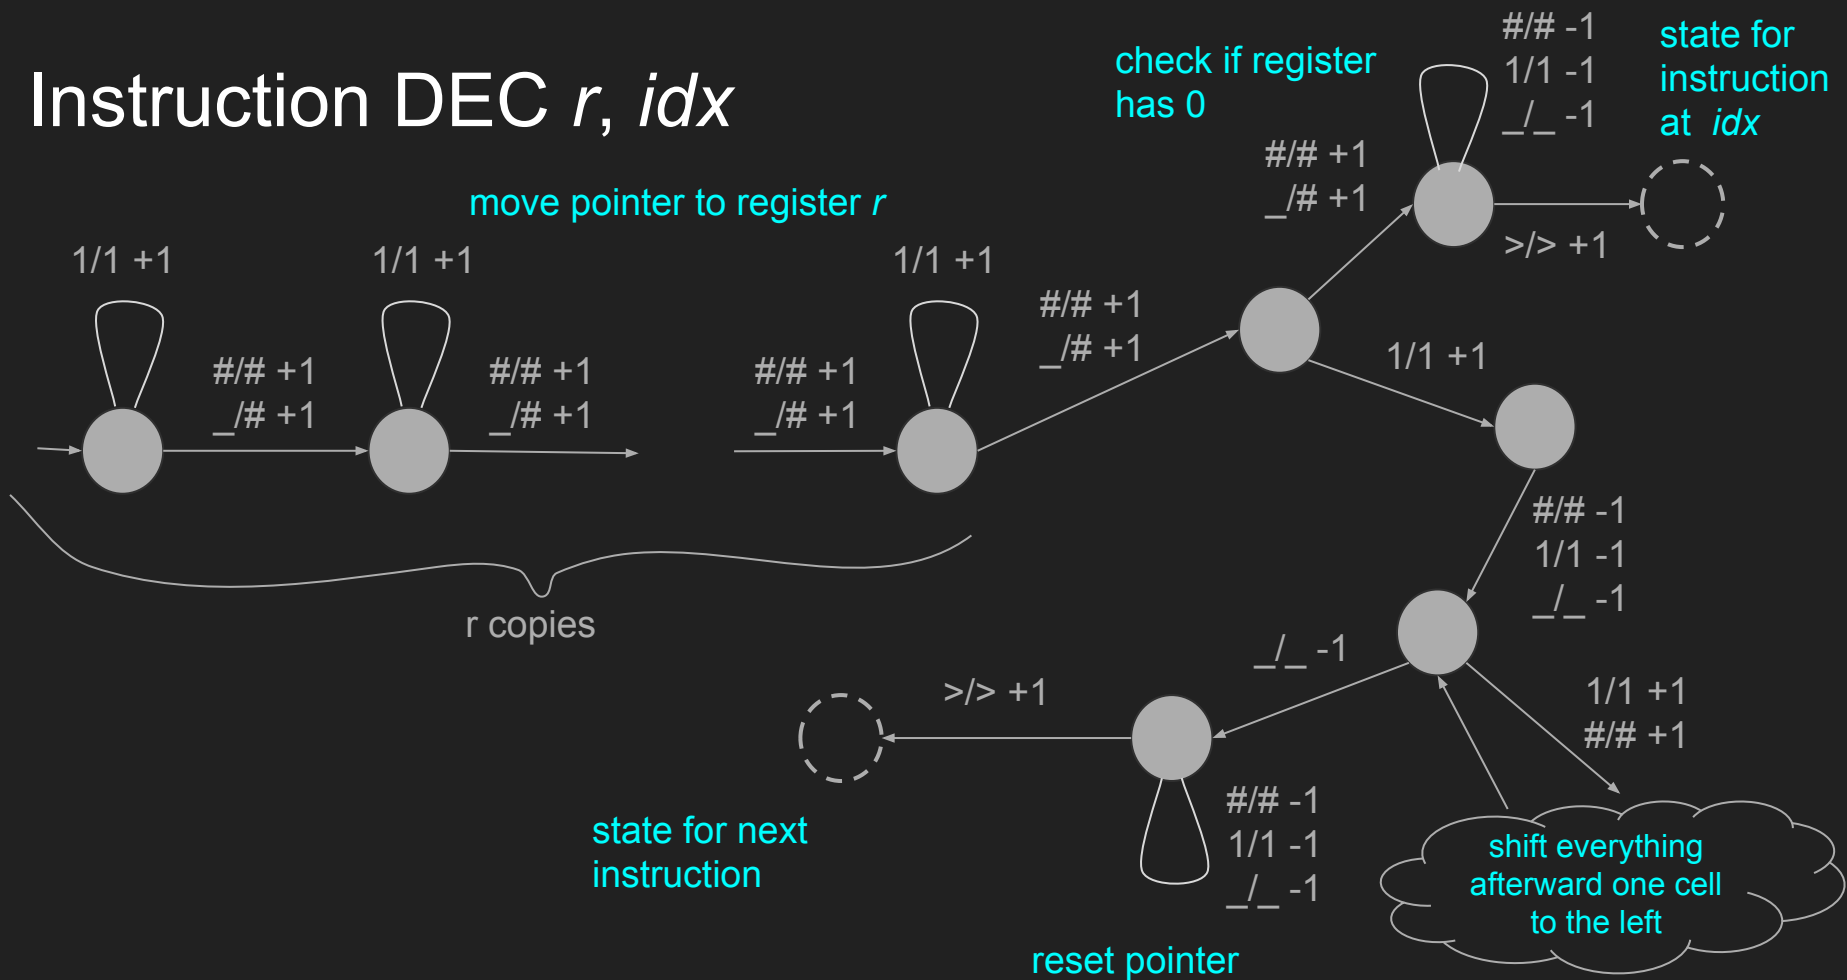 Instruction DEC r, idx
check if register
has 0
#/# -1
1/1 -1
_/_ -1
state for
instruction
at idx
#/# +1
_/# +1
>/> +1
move pointer to register r
1/1 +1
1/1 +1
1/1 +1
#/# +1
_/# +1
#/# +1
_/# +1
#/# +1
_/# +1
#/# +1
_/# +1
1/1 +1
#/# -1
1/1 -1
_/_ -1
r copies
_/_ -1
1/1 +1
#/# +1
>/> +1
#/# -1
1/1 -1
_/_ -1
state for next
instruction
shift everything
afterward one cell
to the left
reset pointer